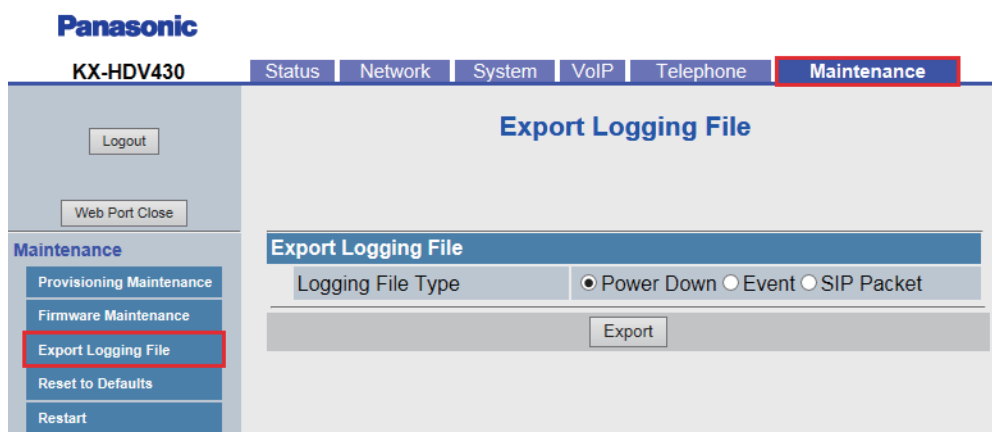 Panasonic
KX-HDV430
Status Network System VoIP Telephone Maintenance
Logout
Web Port Close
Maintenance
Provisioning Maintenance
Firmware Maintenance
Export Logging File
Reset to Defaults
Restart
Export Logging File
Export Logging File
Logging File Type Power Down Event SIP Packet
Export